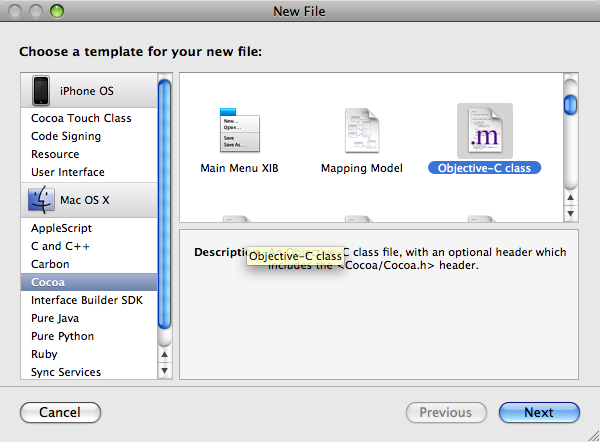 New File
Choose a template for your new file:
iPhone OS
Cocoa Touch Class
Code Signing
Resource
User Interface
Mac OS X
AppleScript
C and C++
Carbon
Cocoa
Interface Builder SDK
Pure Java
Pure Python
Ruby
Sync Services
New...
Open...
Save
Save As...
.m
Main Menu XIB
Mapping Model
Objective-C class
Objective-C class
C class file, with an optional header which
includes the <Cocoa/Cocoa.h> header.
Cancel
Previous
Next